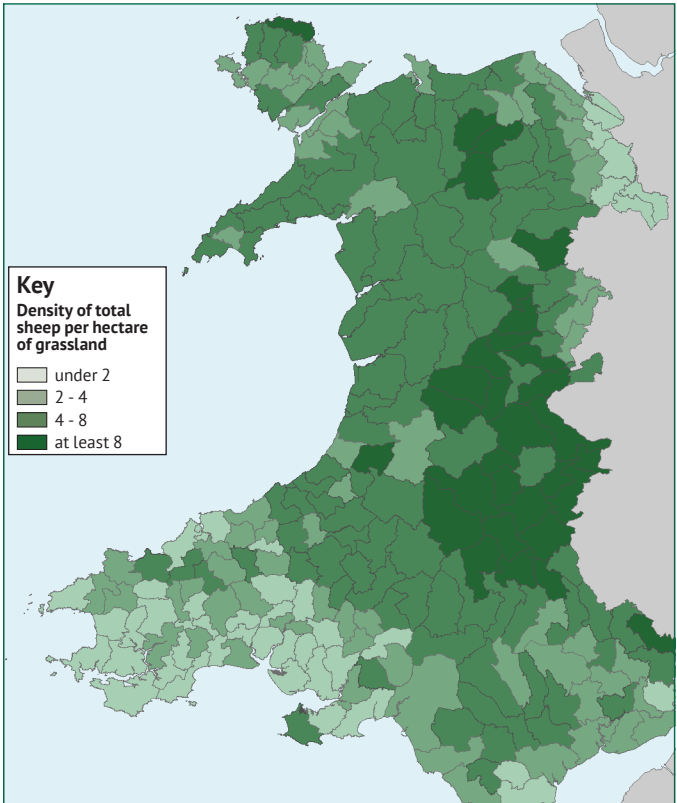 Key
Density of total
sheep per hectare
of grassland
under 2
2 - 4
4 - 8
at least 8